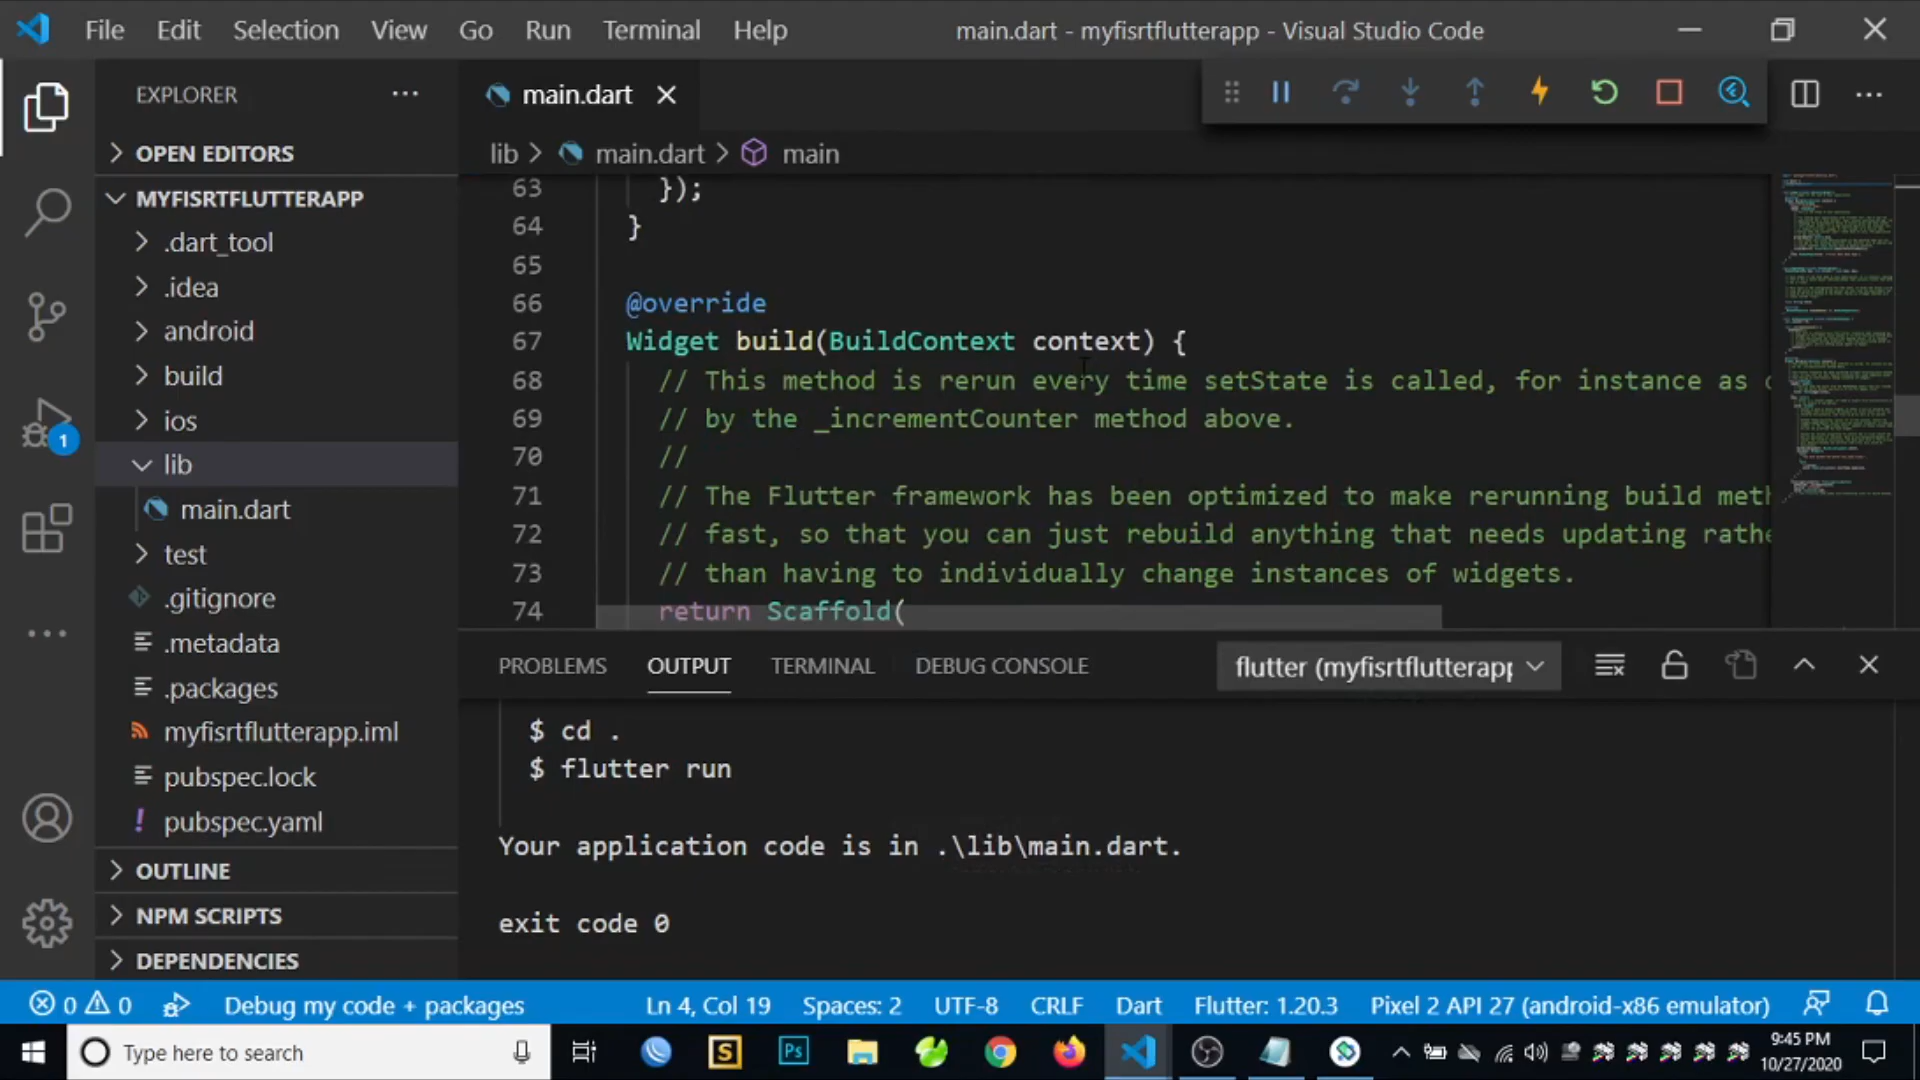 File Edit Selection View Go Run Terminal Help
main.dart - myfisrtflutterapp - Visual Studio Code
EXPLORER
OPEN EDITORS
MYFISRTFLUTTERAPP
.dart_tool
.idea
android
build
ios
lib
main.dart
test
.gitignore
.metadata
.packages
myfisrtflutterapp.iml
pubspec.lock
pubspec.yaml
OUTLINE
NPM SCRIPTS
DEPENDENCIES
1
main.dart
lib > main.dart > main
63 });
64 }
65
66 @override
67 Widget build(BuildContext context) {
68 // This method is rerun every time setState is called, for instance as
69 // by the _incrementCounter method above.
70 //
71 // The Flutter framework has been optimized to make rerunning build meth
72 // fast, so that you can just rebuild anything that needs updating rathe
73 // than having to individually change instances of widgets.
74 return Scaffold(
PROBLEMS OUTPUT TERMINAL DEBUG CONSOLE
flutter (myfisrtflutterapp
$ cd .
$ flutter run
Your application code is in .\lib\main.dart.
exit code 0
0 0 Debug my code + packages
Ln 4, Col 19 Spaces: 2 UTF-8 CRLF Dart Flutter: 1.20.3 Pixel 2 API 27 (android-x86 emulator)
Type here to search
S
Ps
9:45 PM
10/27/2020